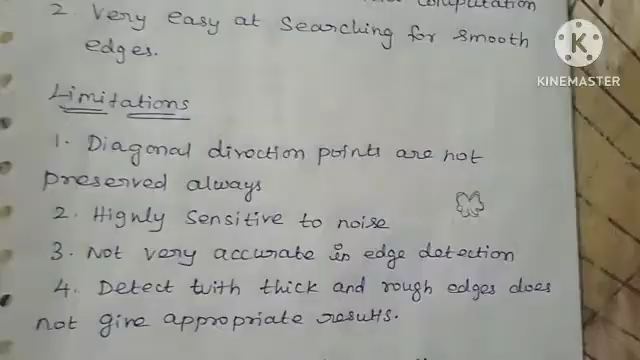 computation
2. Very easy at searching for smooth
edges.
KINEMASTER
Limitations
1. Diagonal direction points are not
preserved always
2. Highly sensitive to noise
3. Not very accurate in edge detection
4. Detect with thick and rough edges does
not give appropriate results.